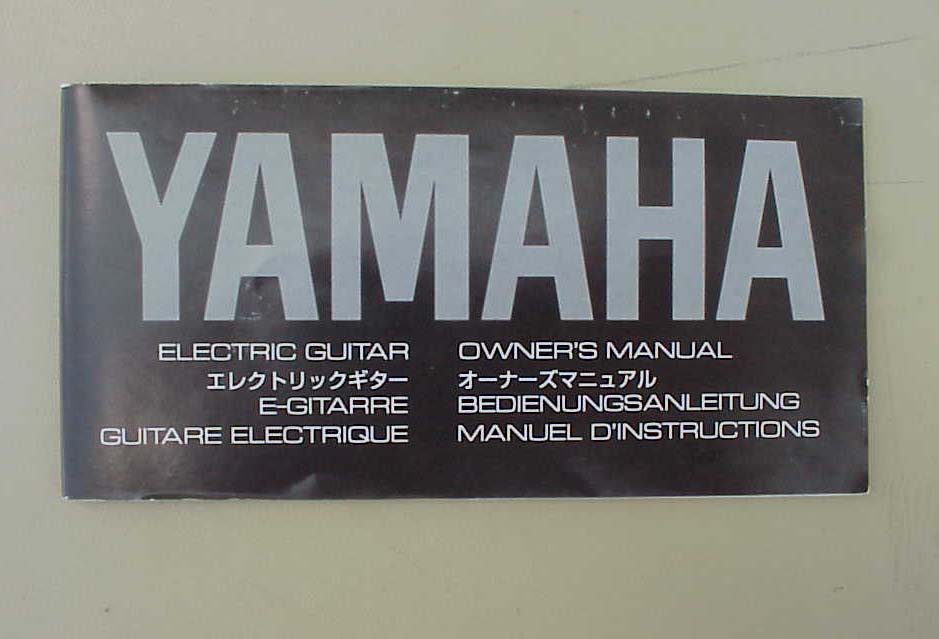 YAMAHA
ELECTRIC GUITAR OWNER'S MANUAL
エレクトリックギター オーナーズマニュアル
E-GITARRE BEDIENUNGSANLEITUNG
GUITARE ELECTRIQUE MANUEL D'INSTRUCTIONS